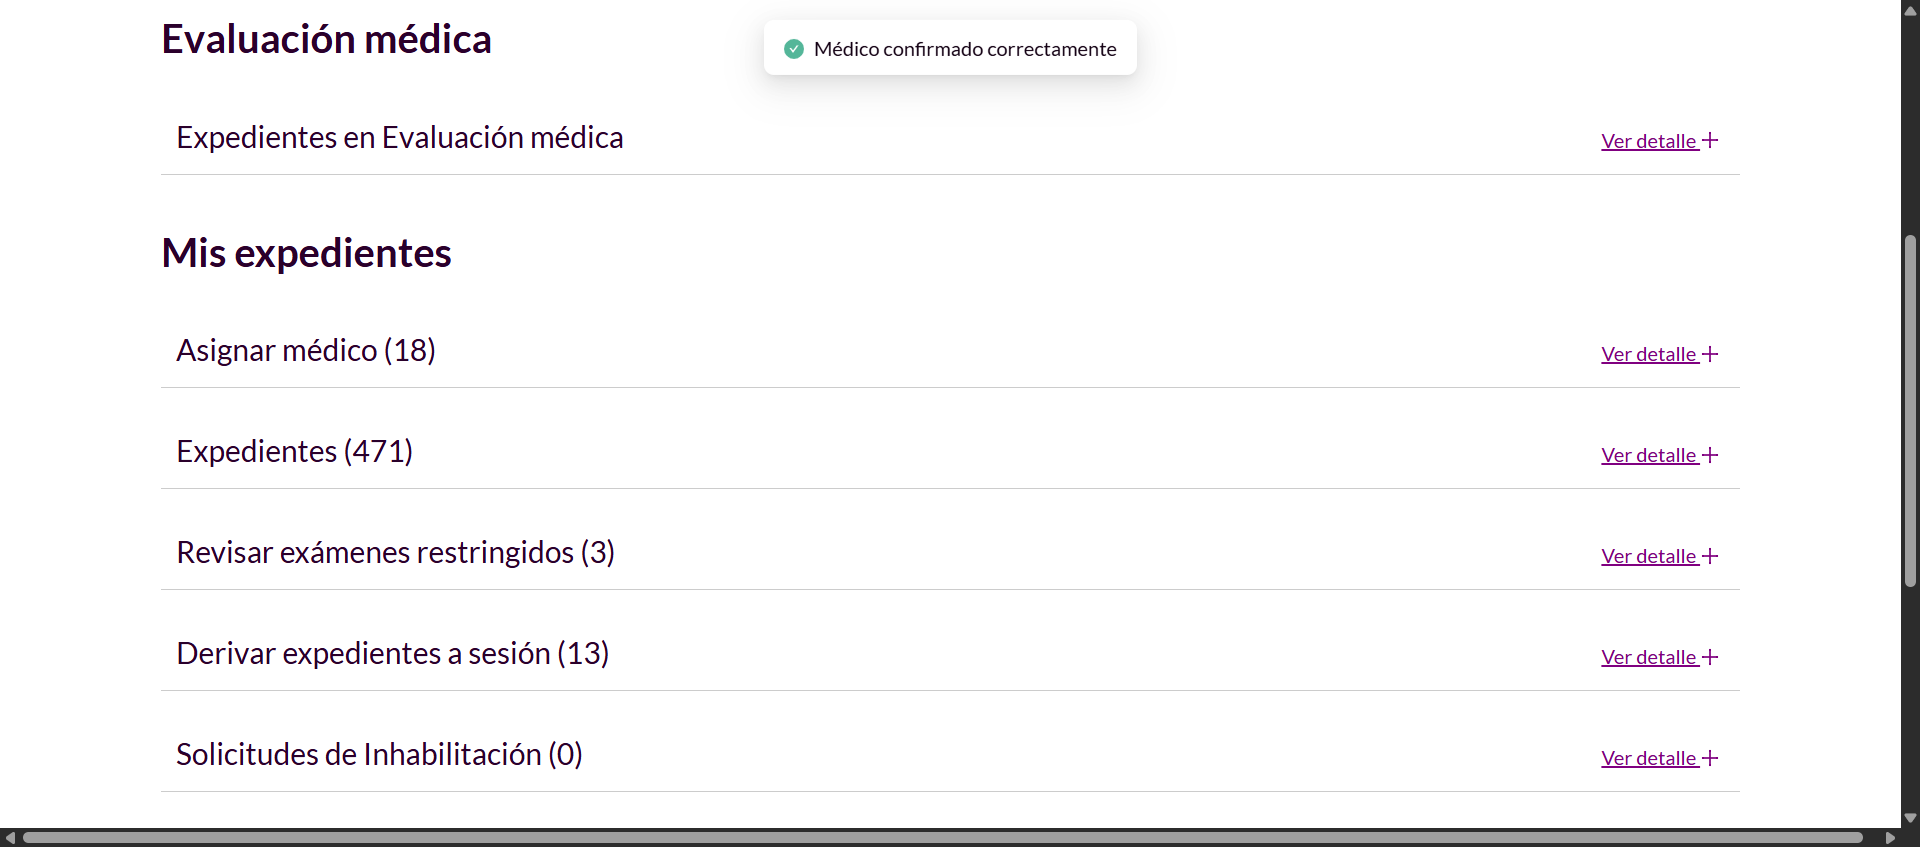 Evaluación médica
Médico confirmado correctamente
Expedientes en Evaluación médica
Ver detalle
Mis expedientes
Asignar médico (18)
Ver detalle
Expedientes (471)
Ver detalle
Revisar exámenes restringidos (3)
Ver detalle
Derivar expedientes a sesión (13)
Ver detalle
Solicitudes de Inhabilitación (0)
Ver detalle